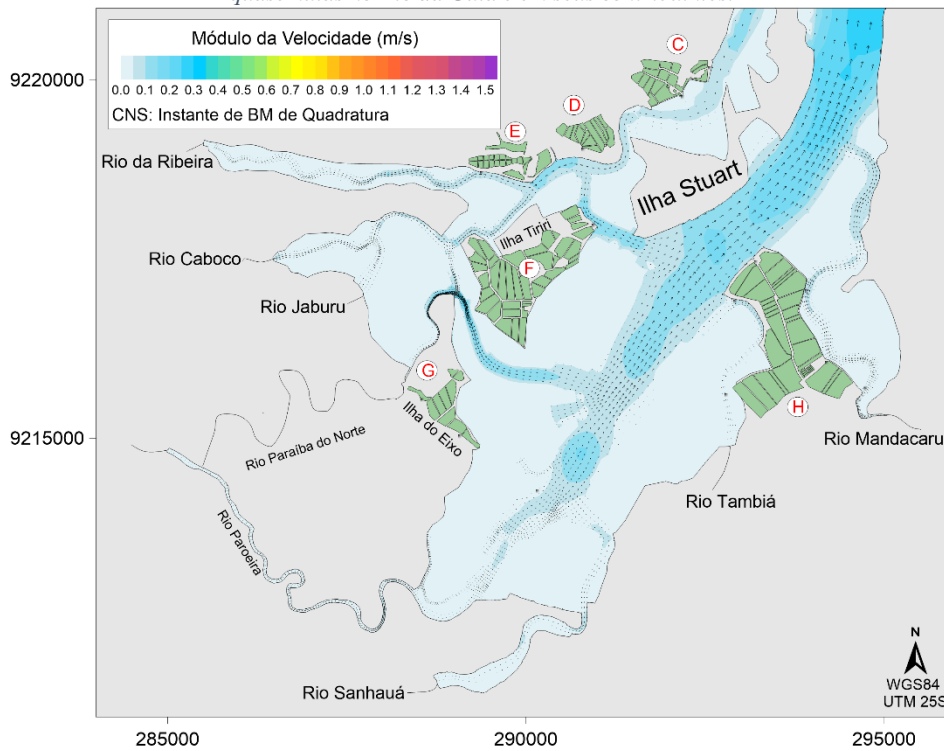 Módulo da Velocidade (m/s)
0.0 0.1 0.2 0.3 0.4 0.5 0.6 0.7 0.8 0.9 1.0 1.1 1.2 1.3 1.4 1.5
CNS: Instante de BM de Quadratura
9220000
C
D
E
Rio da Ribeira
Ilha Stuart
Ilha Tiriri
Rio Caboco
F
Rio Jaburu
G
H
Ilha do Eixo
9215000
Rio Paraíba do Norte
Rio Mandacaru
Rio Tambiá
Rio Paroeira
N
WGS84
UTM 25S
Rio Sanhauá
285000
290000
295000